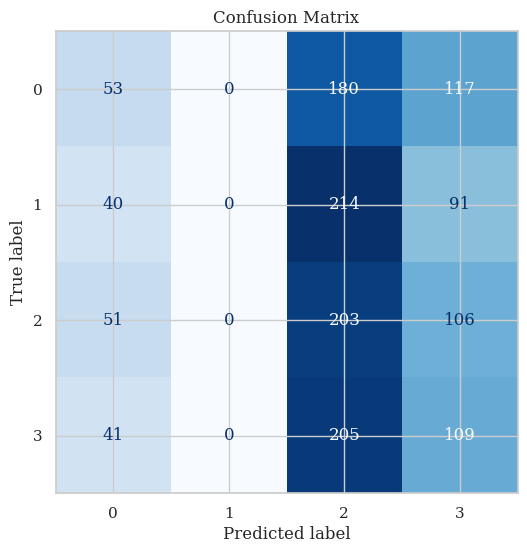 Confusion Matrix
True label
0 53 0 180 117
1 40 0 214 91
2 51 0 203 106
3 41 0 205 109
0 1 2 3
Predicted label